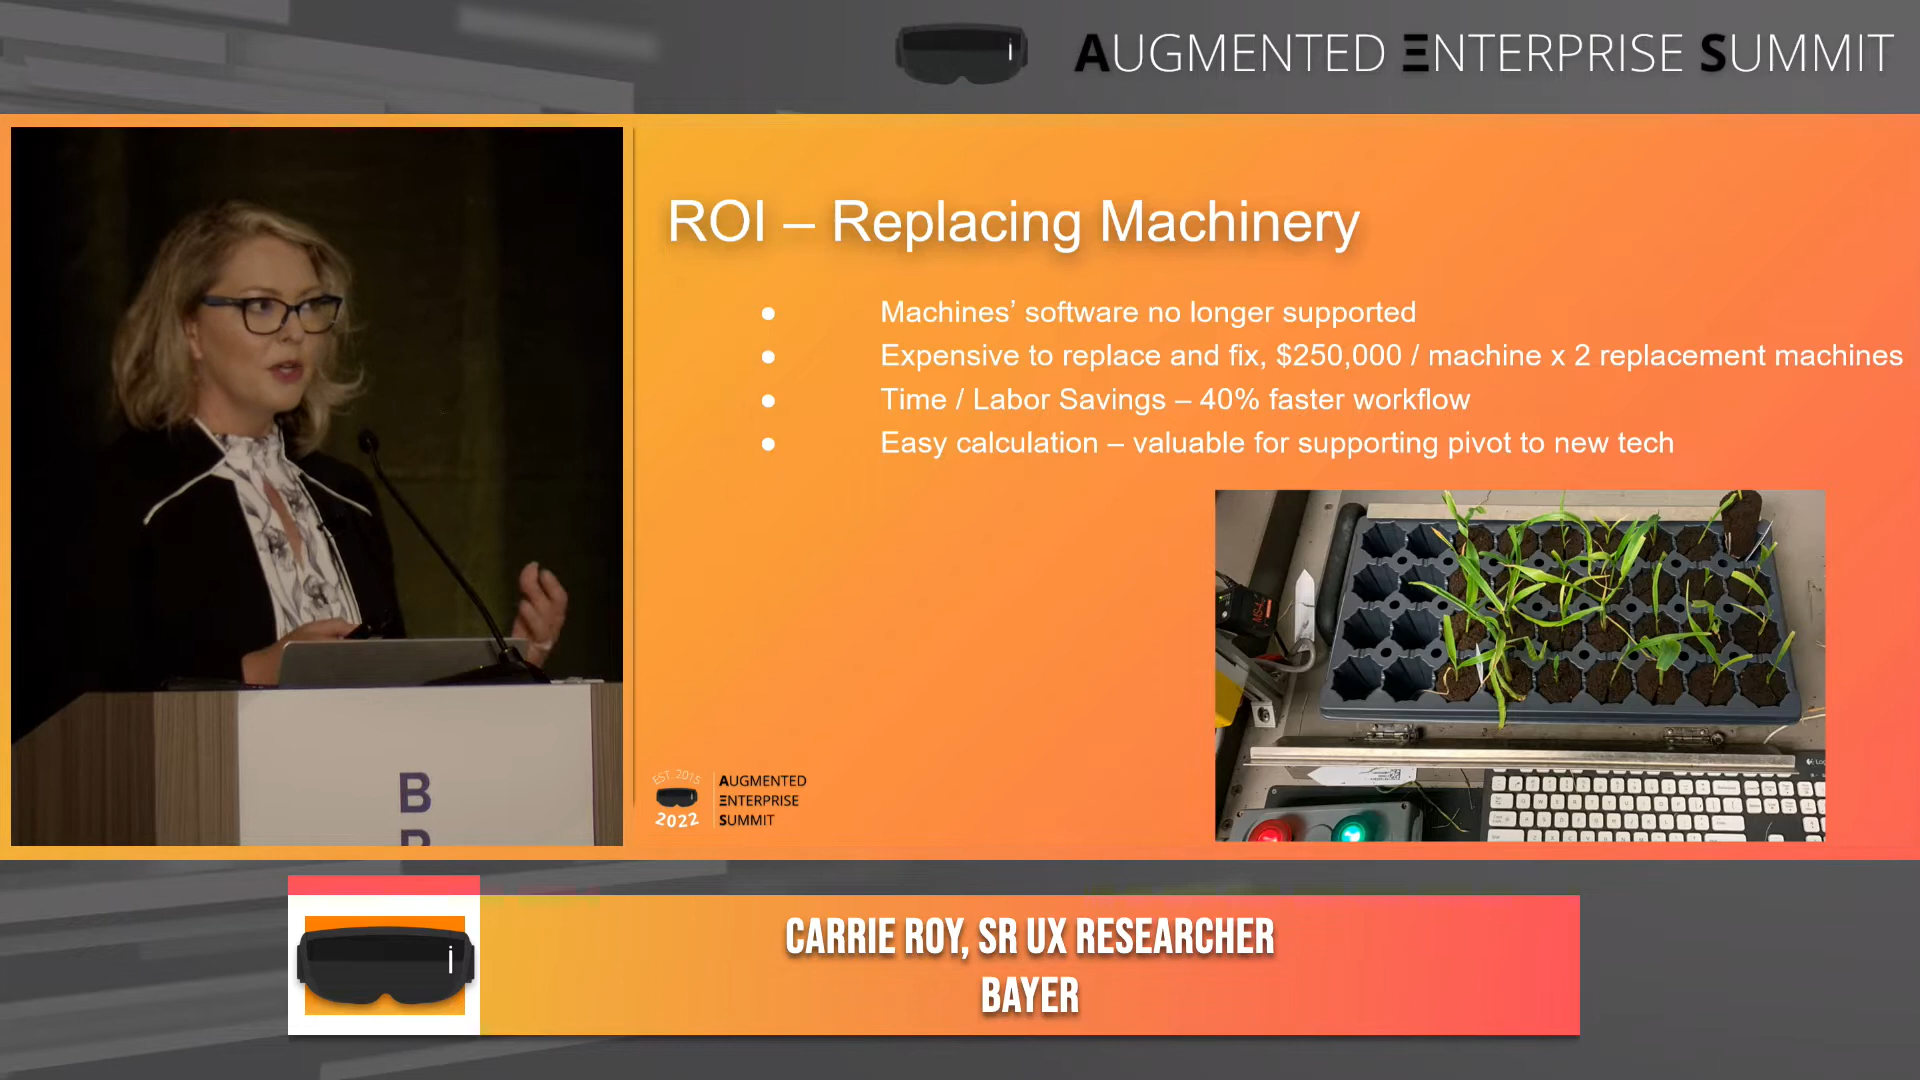 AUGMENTED ENTERPRISE SUMMIT
ROI – Replacing Machinery
● Machines’ software no longer supported
● Expensive to replace and fix, $250,000 / machine x 2 replacement machines
● Time / Labor Savings – 40% faster workflow
● Easy calculation – valuable for supporting pivot to new tech
B
EST. 2015
2022
AUGMENTED
ENTERPRISE
SUMMIT
CARRIE ROY, SR UX RESEARCHER
BAYER